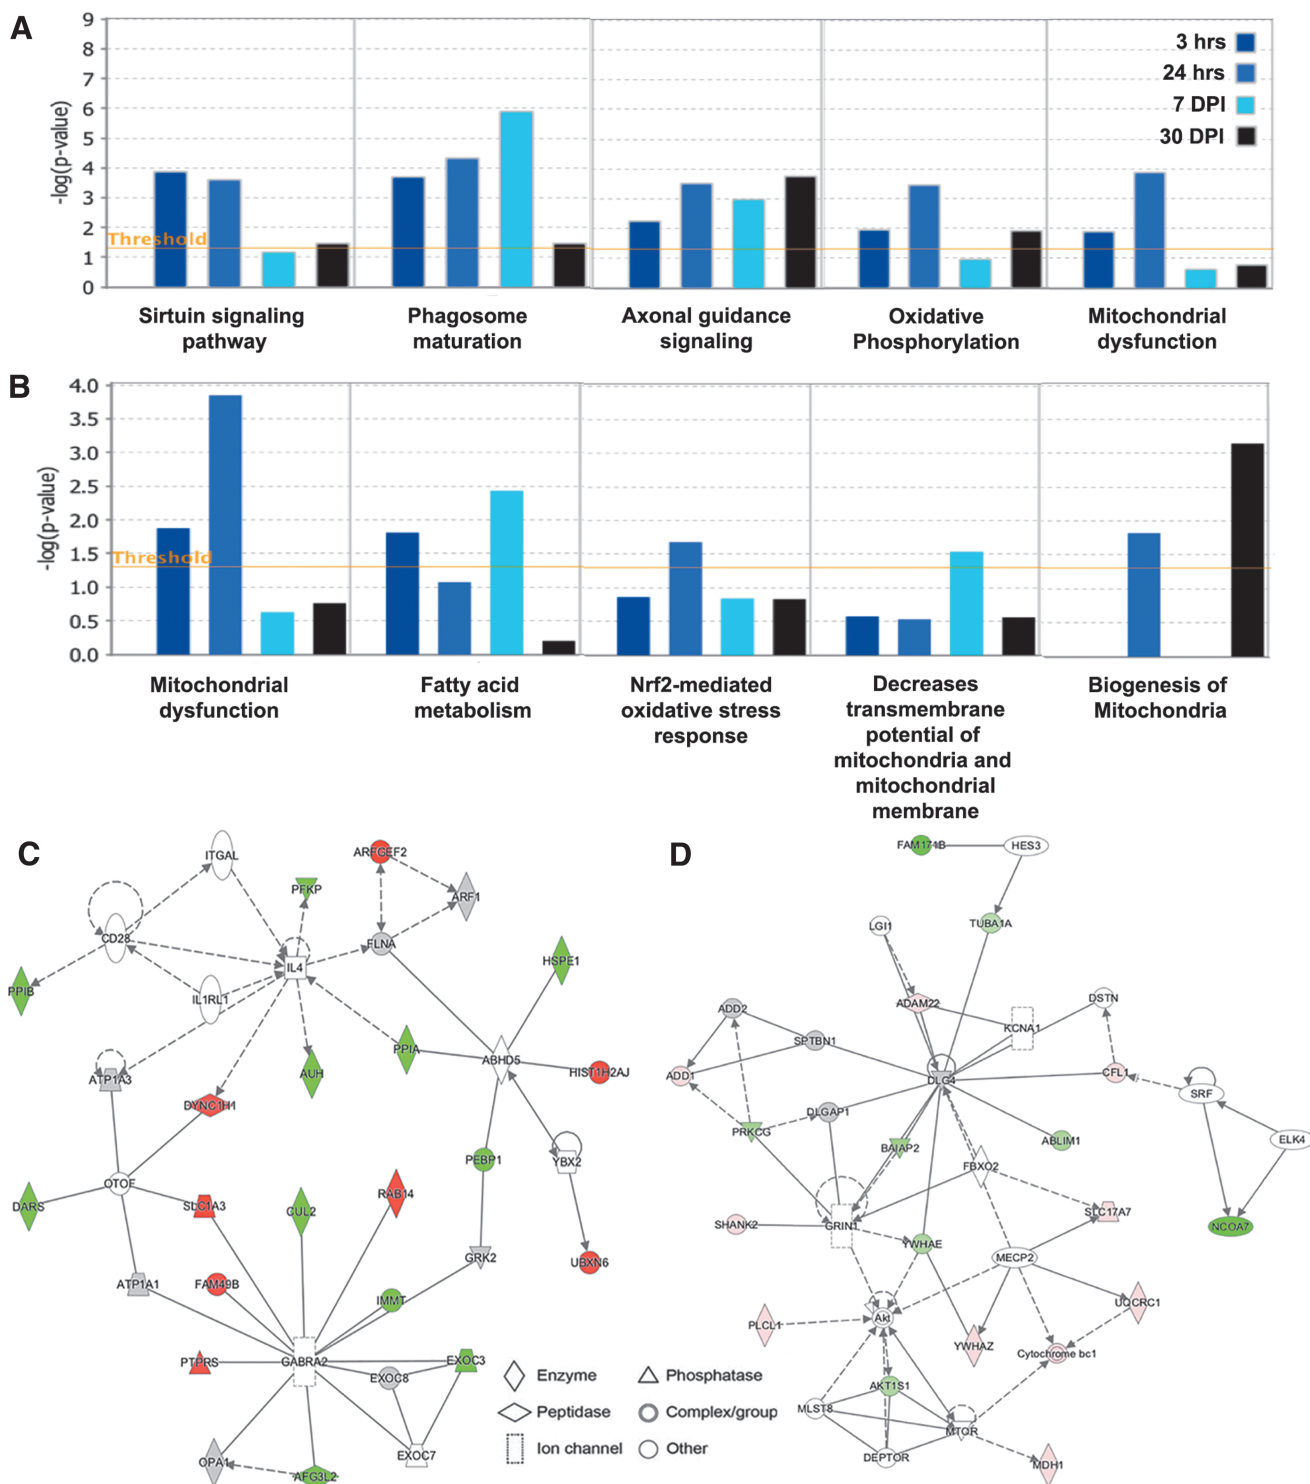 A
9
8
7
6
5
4
3
2
1
0
-log(p-value)
Threshold
3 hrs
24 hrs
7 DPI
30 DPI
Sirtuin signaling
pathway
Phagosome
maturation
Axonal guidance
signaling
Oxidative
Phosphorylation
Mitochondrial
dysfunction
B
4.0
3.5
3.0
2.5
2.0
1.5
1.0
0.5
0.0
-log(p-value)
Threshold
Mitochondrial
dysfunction
Fatty acid
metabolism
Nrf2-mediated
oxidative stress
response
Decreases
transmembrane
potential of
mitochondria and
mitochondrial
membrane
Biogenesis of
Mitochondria
C
ITGAL
ARFGEF2
PFKP
ARF1
CD28
FLNA
IL4
HSPE1
PPIB
IL1RL1
PPIA
ABHD5
AUH
HIST1H2AJ
ATP1A3
DYNC1H1
PEBP1
YBX2
OTOF
DARS
SLC1A3
CUL2
RAB14
GRK2
UBXN6
ATP1A1
FAM49B
IMMT
PTPRS
GABRA2
EXOC3
EXOC8
EXOC7
OPA1
AFG3L2
Enzyme
Phosphatase
Peptidase
Complex/group
Ion channel
Other
D
FAM171B
HES3
LGI1
TUBA1A
ADD2
ADAM22
DSTN
KCNA1
SPTBN1
ADD1
DLG4
CFL1
SRF
DLGAP1
PRKCG
BAIAP2
ABLIM1
ELK4
FBXO2
SHANK2
GRIN1
SLC17A7
NCOA7
YWHAE
MECP2
UQCRC1
PLCL1
Akt
YWHAZ
Cytochrome bc1
AKT1S1
MLST8
MTOR
DEPTOR
MDH1